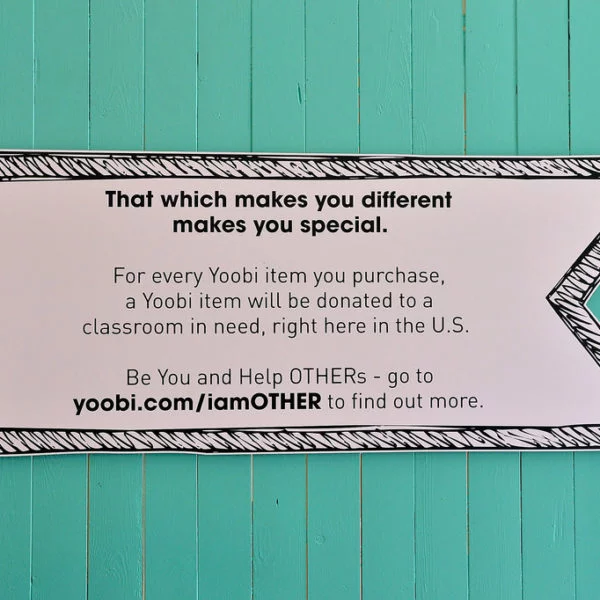 That which makes you different
makes you special.
For every Yoobi item you purchase,
a Yoobi item will be donated to a
classroom in need, right here in the U.S.
Be You and Help OTHERs - go to
yoobi.com/iamOTHER to find out more.